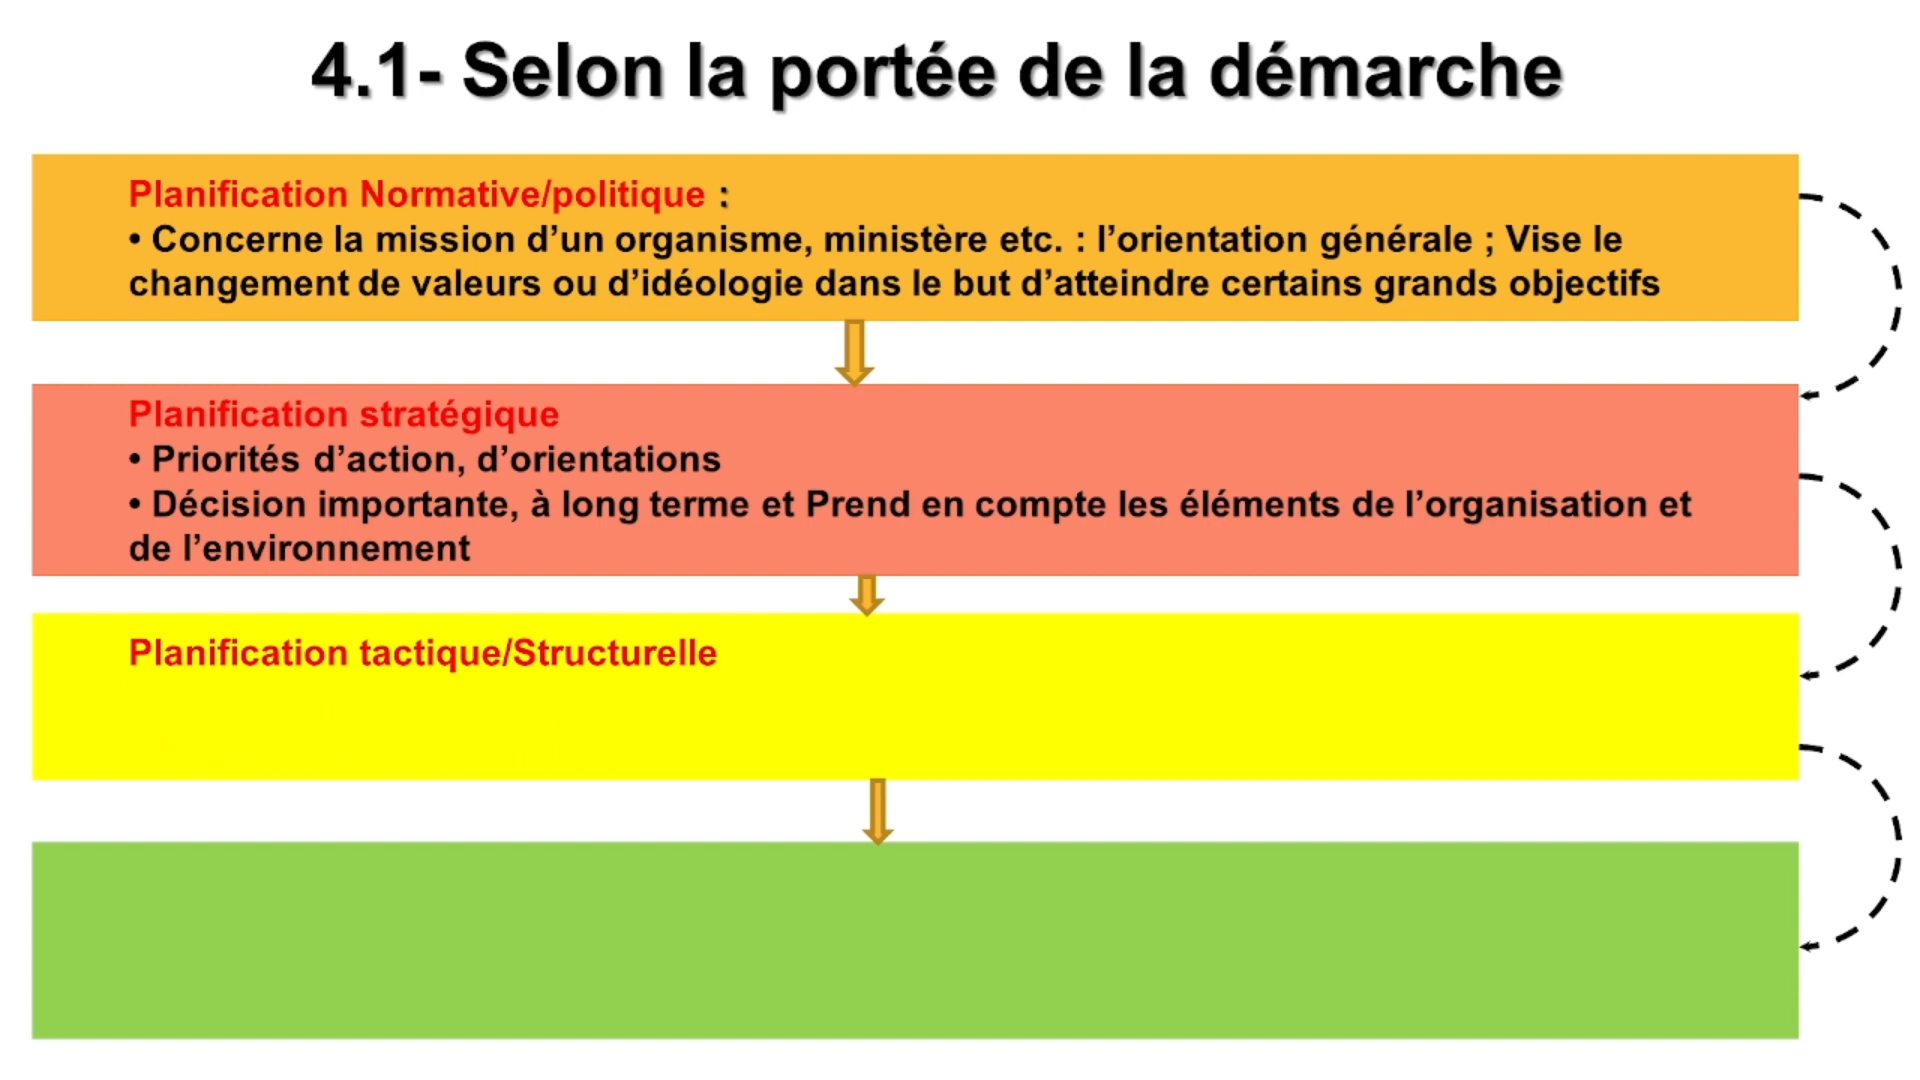 4.1- Selon la portée de la démarche
Planification Normative/politique :
• Concerne la mission d’un organisme, ministère etc. : l’orientation générale ; Vise le
changement de valeurs ou d’idéologie dans le but d’atteindre certains grands objectifs
Planification stratégique
• Priorités d’action, d’orientations
• Décision importante, à long terme et Prend en compte les éléments de l’organisation et
de l’environnement
Planification tactique/Structurelle